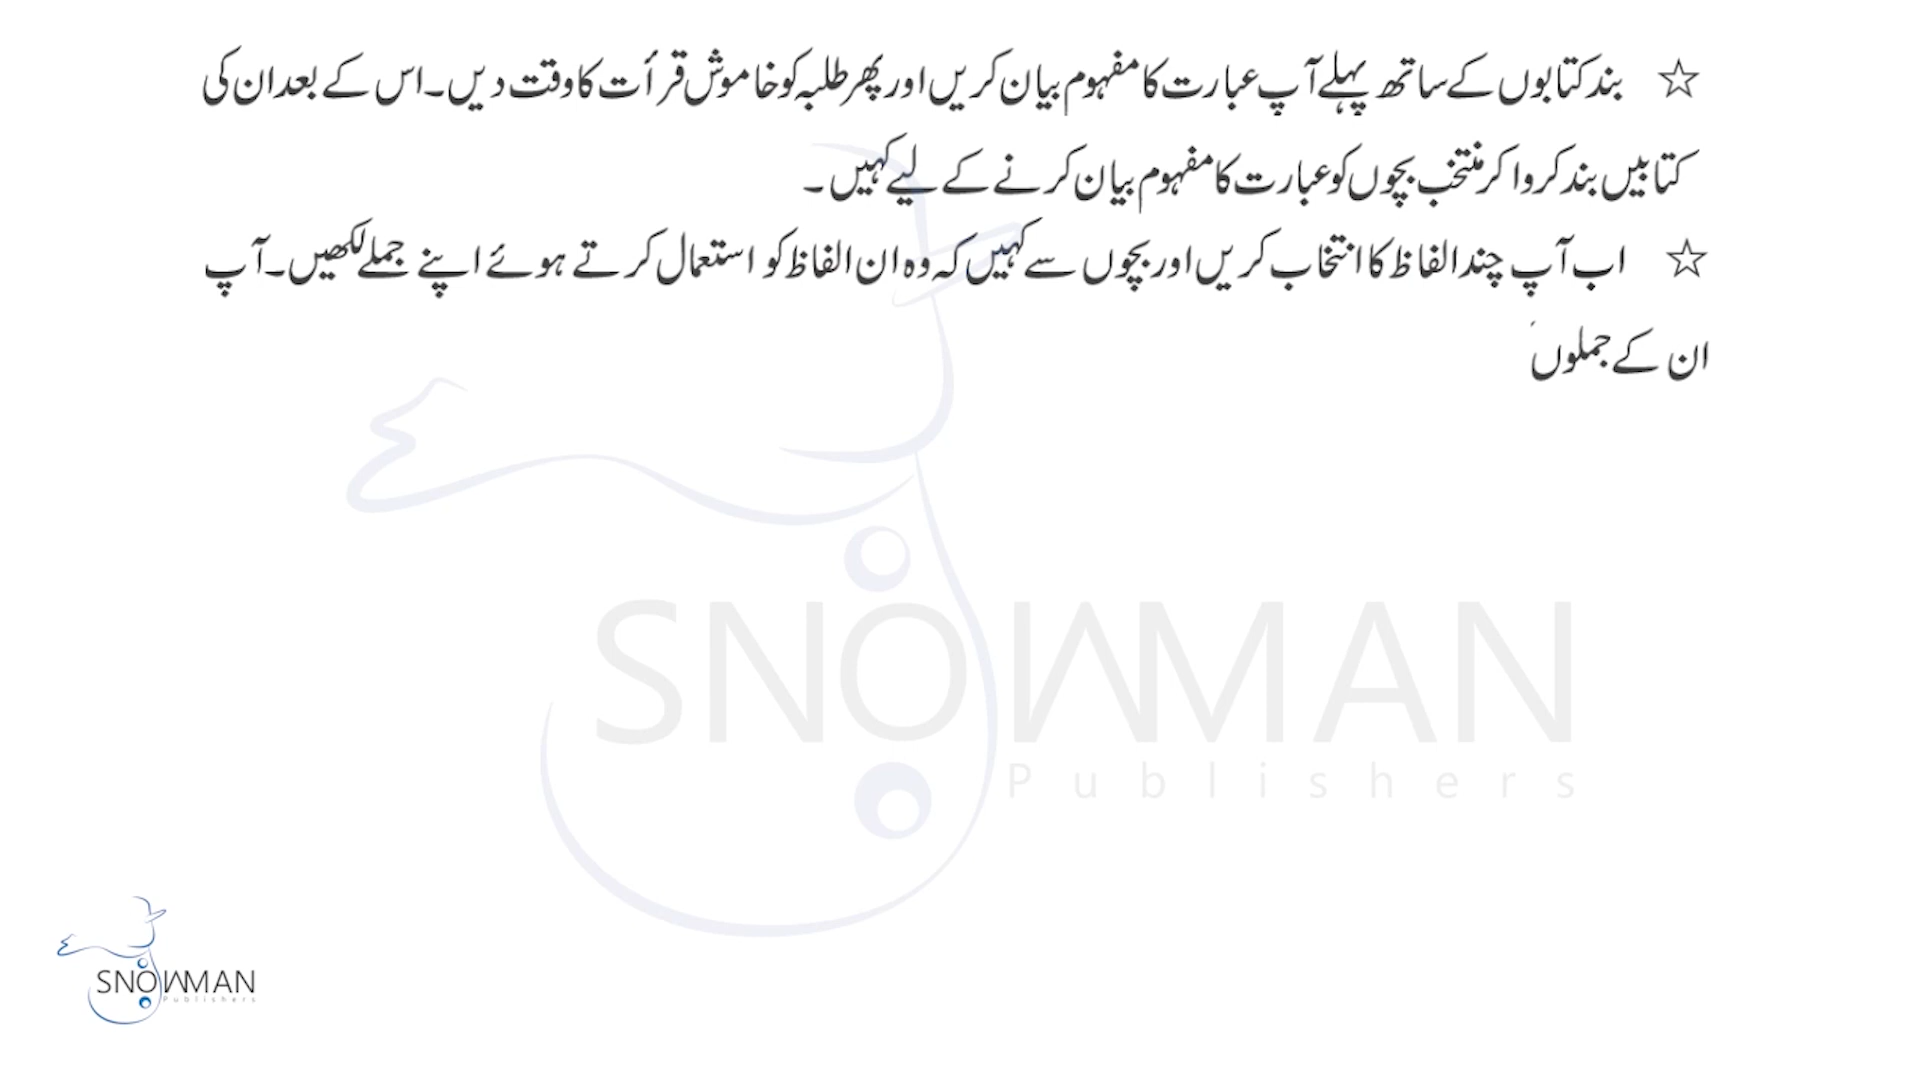 ☆ بند کتابوں کے ساتھ پہلے آپ عبارت کا مفہوم بیان کریں اور پھر طلبہ کو خاموش قرأت کا وقت دیں۔ اس کے بعد ان کی
کتابیں بند کروا کر منتخب بچوں کو عبارت کا مفہوم بیان کرنے کے لیے کہیں۔
☆ اب آپ چند الفاظ کا انتخاب کریں اور بچوں سے کہیں کہ وہ ان الفاظ کو استعمال کرتے ہوئے اپنے جملے لکھیں۔ آپ
ان کے جملوں
SNOWMAN
Publishers
SNOWMAN
Publishers